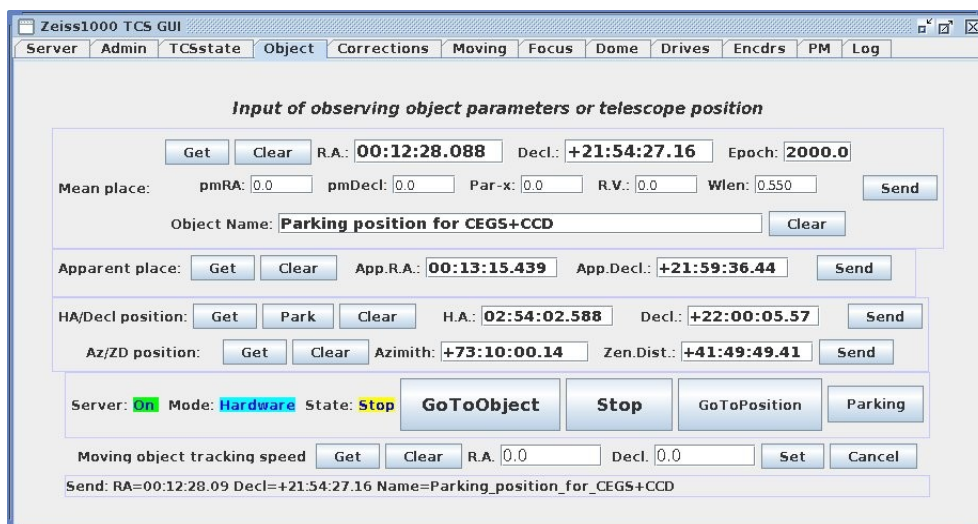 Zeiss1000 TCS GUI
Server Admin TCSstate Object Corrections Moving Focus Dome Drives Encdrs PM Log
Input of observing object parameters or telescope position
Get Clear R.A.: 00:12:28.088 Decl.: +21:54:27.16 Epoch: 2000.0
Mean place: pmRA: 0.0 pmDecl: 0.0 Par-x: 0.0 R.V.: 0.0 Wlen: 0.550 Send
Object Name: Parking position for CEGS+CCD Clear
Apparent place: Get Clear App.R.A.: 00:13:15.439 App.Decl.: +21:59:36.44 Send
HA/Decl position: Get Park Clear H.A.: 02:54:02.588 Decl.: +22:00:05.57 Send
Az/ZD position: Get Clear Azimith: +73:10:00.14 Zen.Dist.: +41:49:49.41 Send
Server: On Mode: Hardware State: Stop GoToObject Stop GoToPosition Parking
Moving object tracking speed Get Clear R.A. 0.0 Decl. 0.0 Set Cancel
Send: RA=00:12:28.09 Decl=+21:54:27.16 Name=Parking_position_for_CEGS+CCD